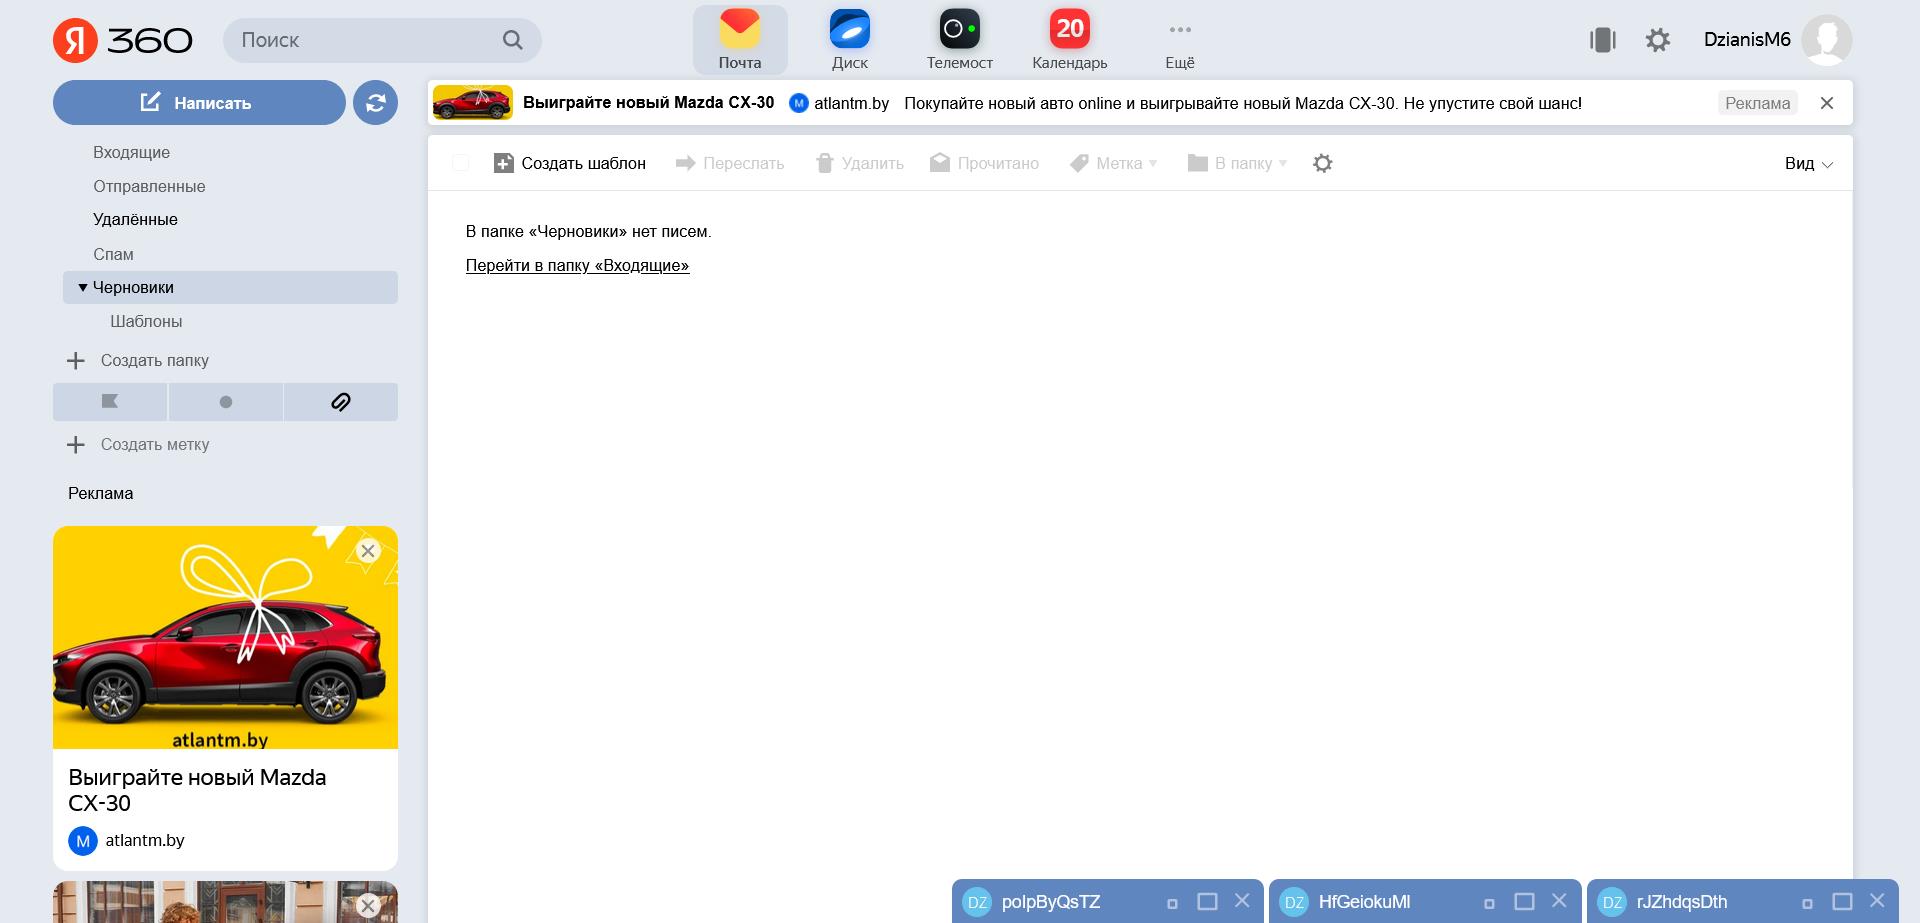 Я 360
Поиск
Почта
Диск
20
Телемост
Календарь
Ещё
DzianisM6
Написать
Выиграйте новый Mazda CX-30 M atlantm.by Покупайте новый авто online и выигрывайте новый Mazda CX-30. Не упустите свой шанс! Реклама
Входящие
Отправленные
Удалённые
Спам
Черновики
Шаблоны
Создать папку
Создать метку
Создать шаблон Переслать Удалить Прочитано Метка В папку Вид
В папке «Черновики» нет писем.
Перейти в папку «Входящие»
Реклама
atlantm.by
Выиграйте новый Mazda
CX-30
M atlantm.by
DZ poIpByQsTZ
DZ HfGeiokuMl
DZ rJZhdqsDth